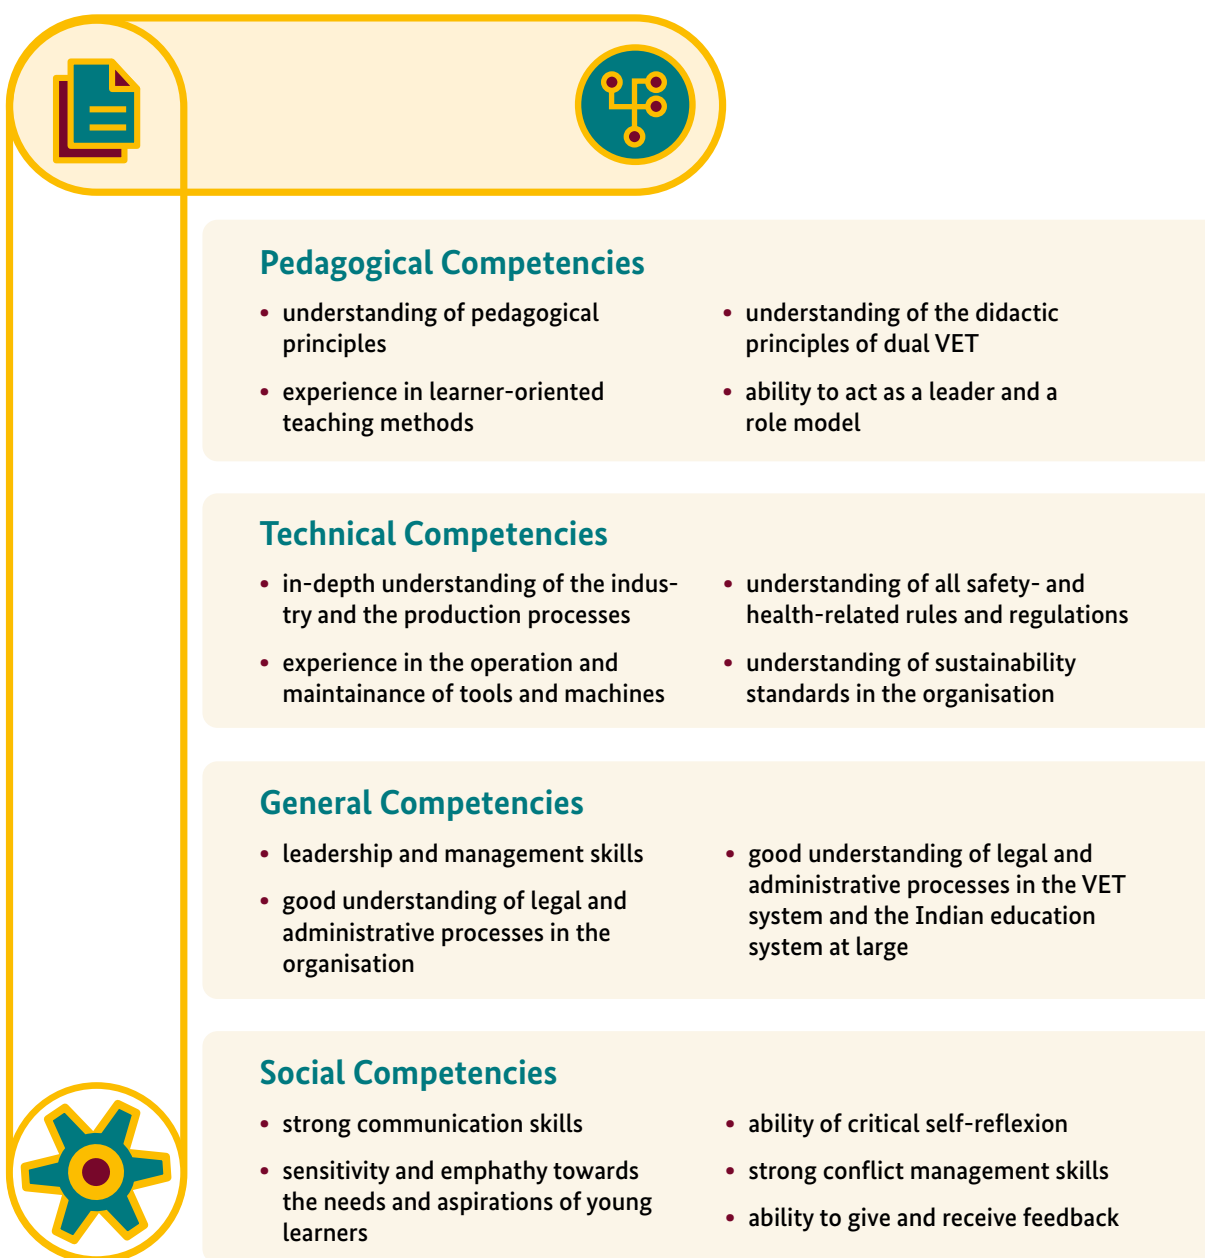 Pedagogical Competencies
• understanding of pedagogical
principles
• experience in learner-oriented
teaching methods
• understanding of the didactic
principles of dual VET
• ability to act as a leader and a
role model
Technical Competencies
• in-depth understanding of the indus-
try and the production processes
• experience in the operation and
maintainance of tools and machines
• understanding of all safety- and
health-related rules and regulations
• understanding of sustainability
standards in the organisation
General Competencies
• leadership and management skills
• good understanding of legal and
administrative processes in the
organisation
• good understanding of legal and
administrative processes in the VET
system and the Indian education
system at large
Social Competencies
• strong communication skills
• sensitivity and emphathy towards
the needs and aspirations of young
learners
• ability of critical self-reflexion
• strong conflict management skills
• ability to give and receive feedback